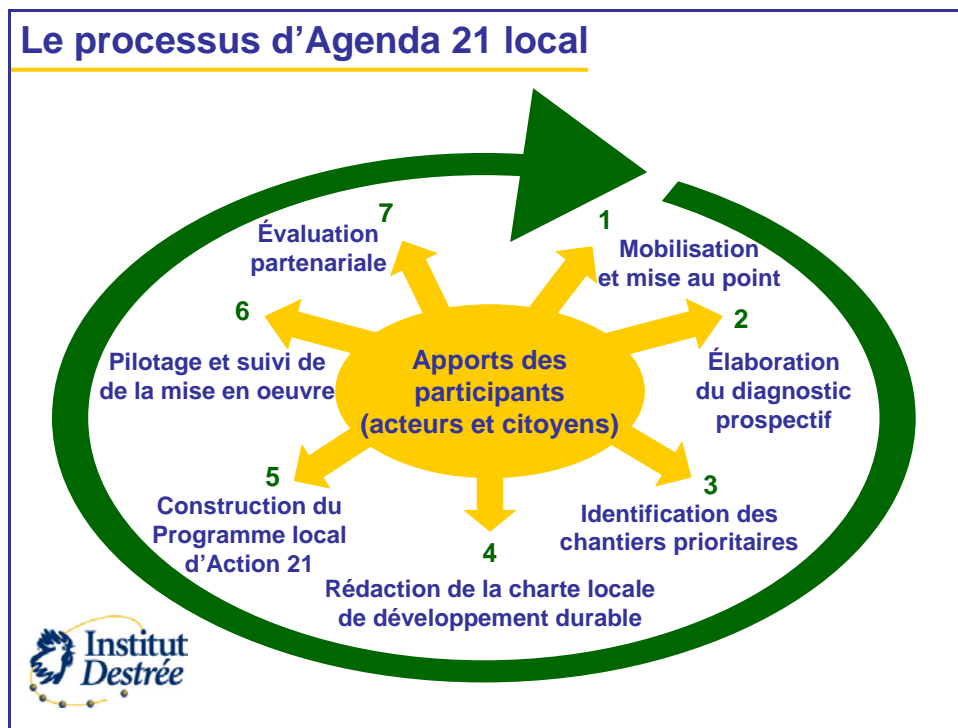 Le processus d’Agenda 21 local
7
Évaluation
partenariale
1
Mobilisation
et mise au point
6
Pilotage et suivi de
de la mise en oeuvre
2
Élaboration
du diagnostic
prospectif
Apports des
participants
(acteurs et citoyens)
5
Construction du
Programme local
d’Action 21
3
Identification des
chantiers prioritaires
4
Rédaction de la charte locale
de développement durable
Institut
Destrée